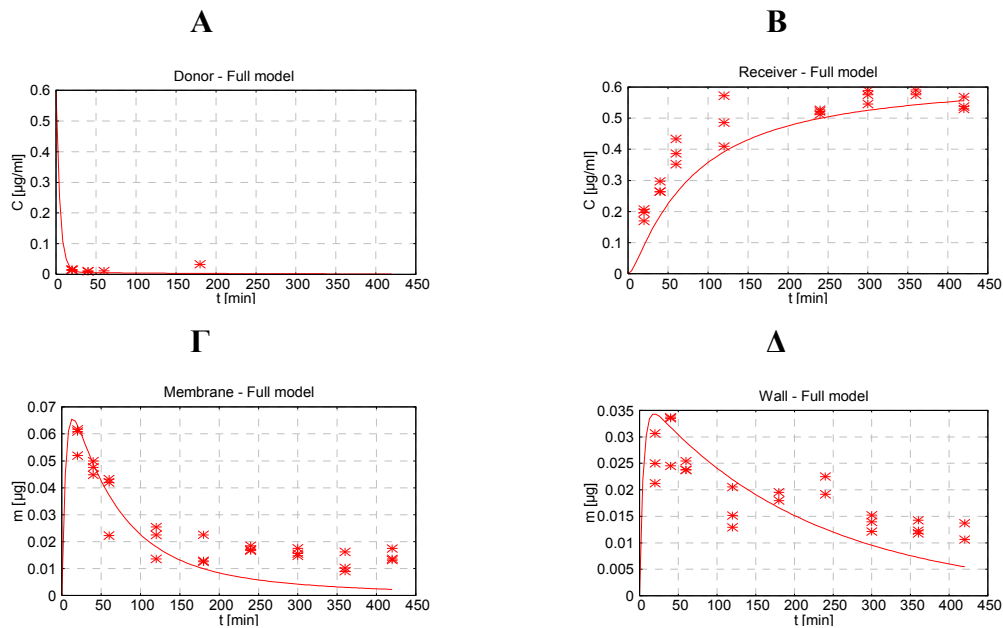 Α Β
Donor - Full model
0.6
0.5
0.4
0.3
0.2
0.1
0
C [µg/ml]
0 50 100 150 200 250 300 350 400 450
t [min]
Receiver - Full model
0.6
0.5
0.4
0.3
0.2
0.1
0
C [µg/ml]
0 50 100 150 200 250 300 350 400 450
t [min]
Γ Δ
Membrane - Full model
0.07
0.06
0.05
0.04
0.03
0.02
0.01
0
m [µg]
0 50 100 150 200 250 300 350 400 450
t [min]
Wall - Full model
0.035
0.03
0.025
0.02
0.015
0.01
0.005
0
m [µg]
0 50 100 150 200 250 300 350 400 450
t [min]